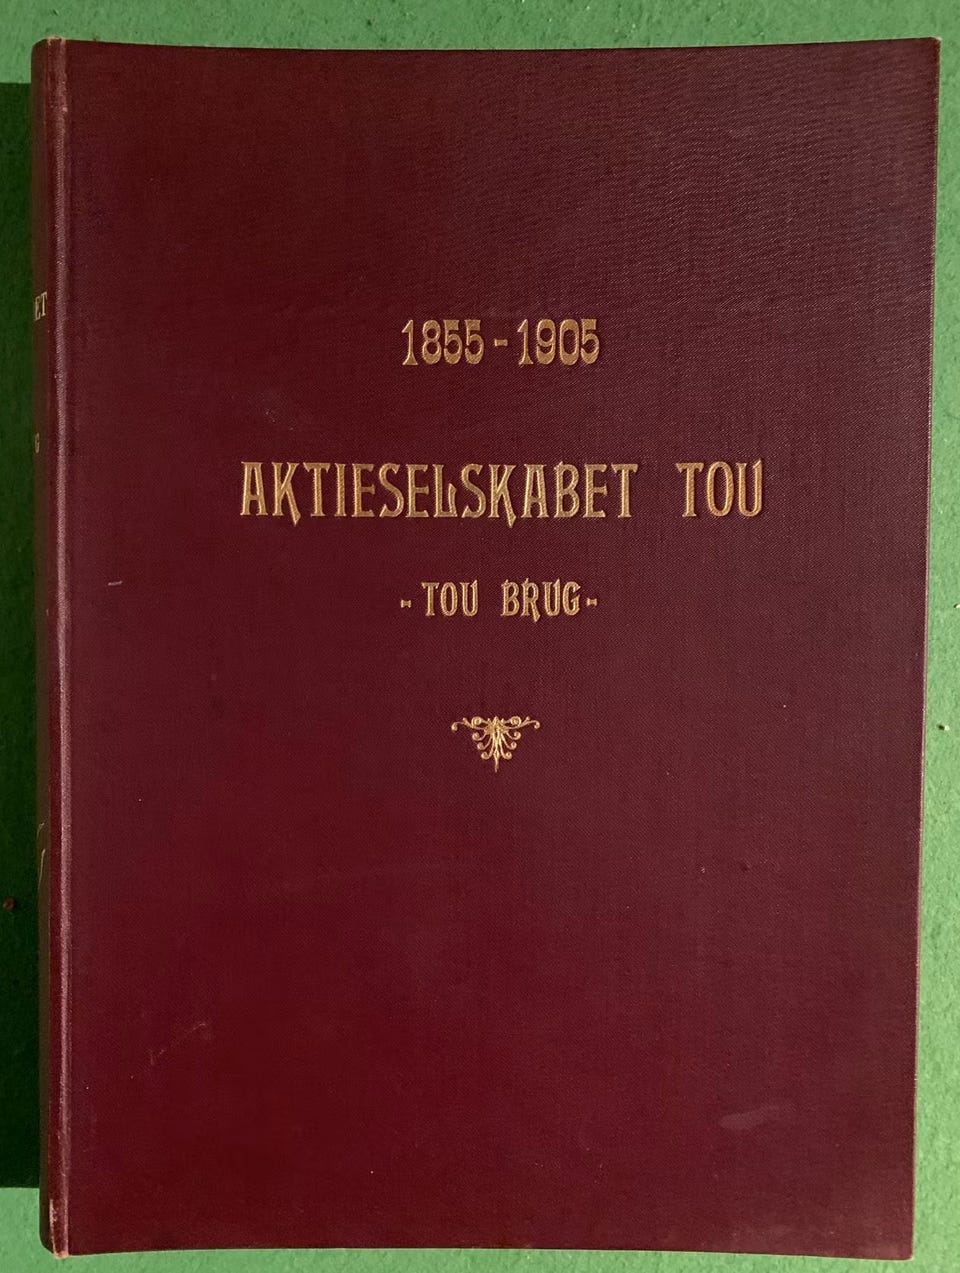 1855-1905
AKTIESELSKABET TOU
-TOU BRUG-